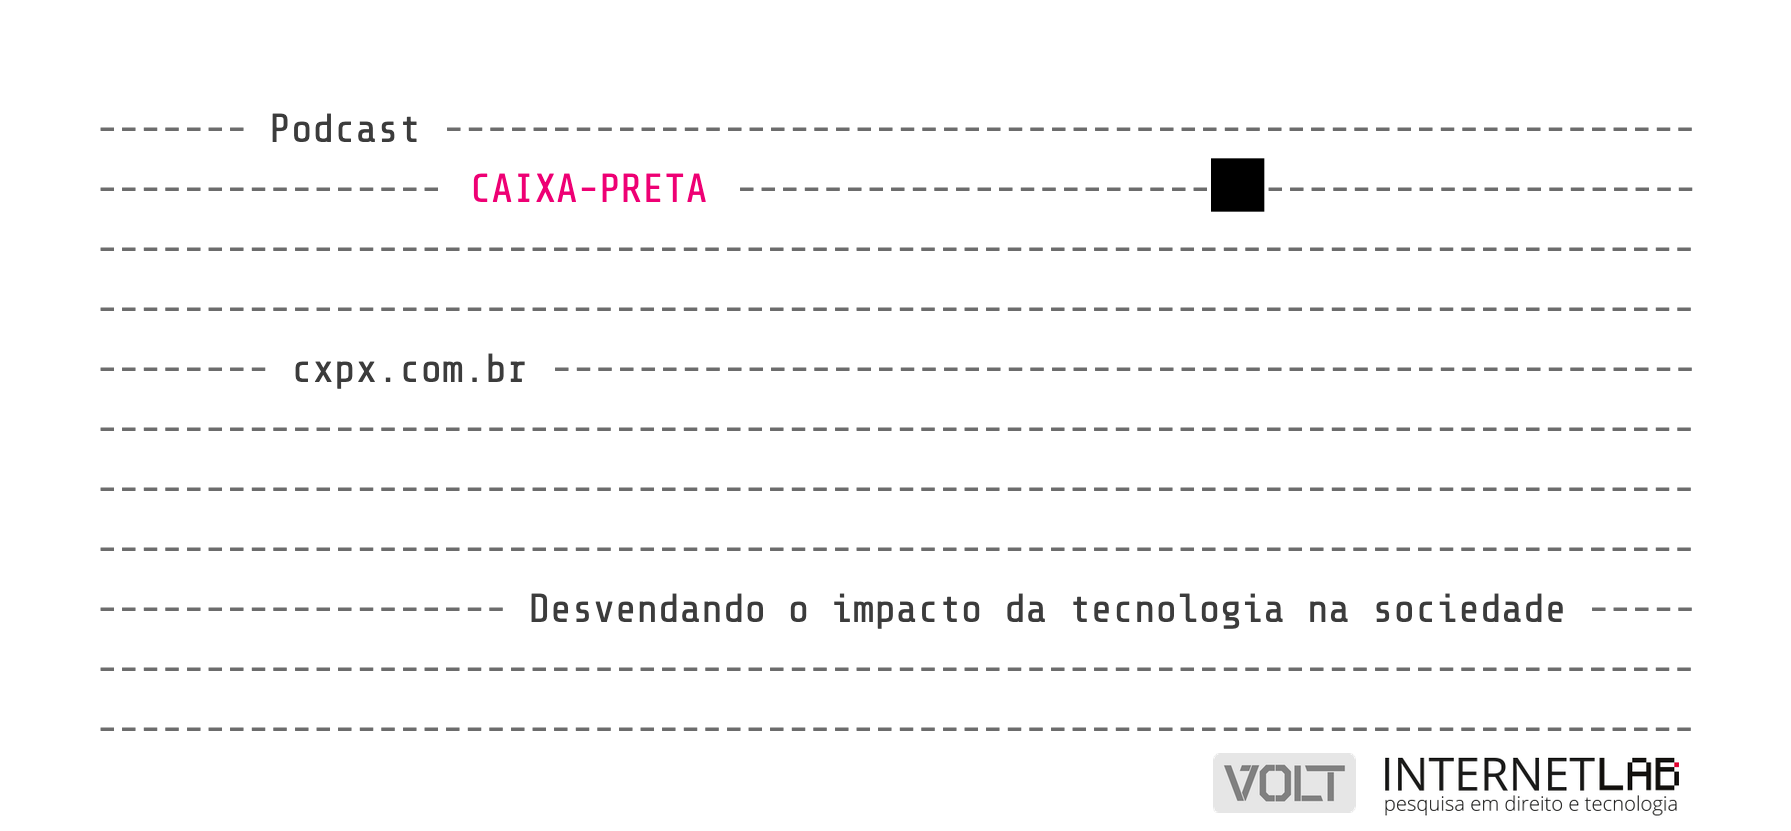 Podcast
CAIXA-PRETA
cxpx.com.br
Desvendando o impacto da tecnologia na sociedade
VOLT
INTERNETLAB
pesquisa em direito e tecnologia